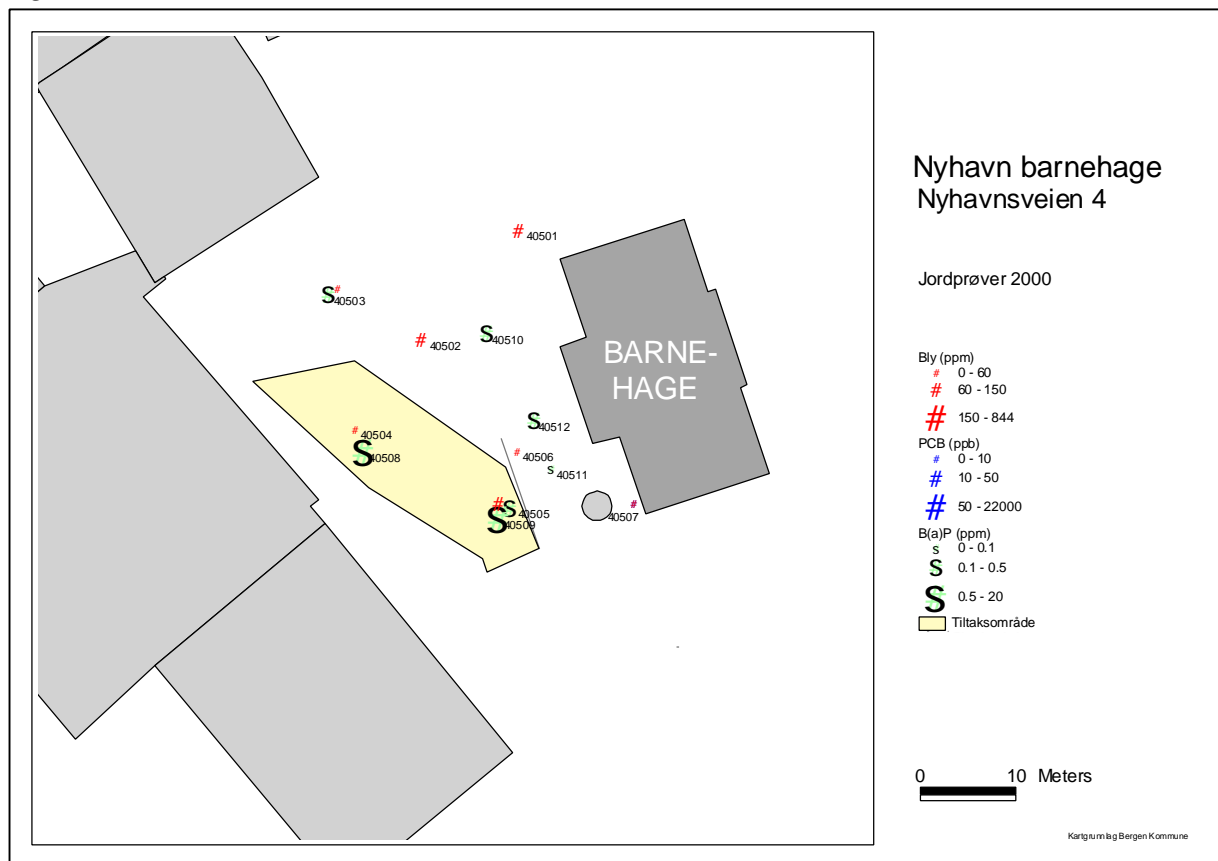 Nyhavn barnehage
Nyhavnsveien 4
Jordprøver 2000
Bly (ppm)
# 0 - 60
# 60 - 150
# 150 - 844
PCB (ppb)
# 0 - 10
# 10 - 50
# 50 - 22000
B(a)P (ppm)
s 0 - 0.1
s 0.1 - 0.5
s 0.5 - 20
Tiltaksområde
# 40501
s # 40503
# 40502
s 40510
BARNE-
HAGE
s 40512
# 40504
s 40508
# 40506
s 40511
# s 40505
s 40509
40507 #
0 10 Meters
Kartgrunnlag Bergen Kommune